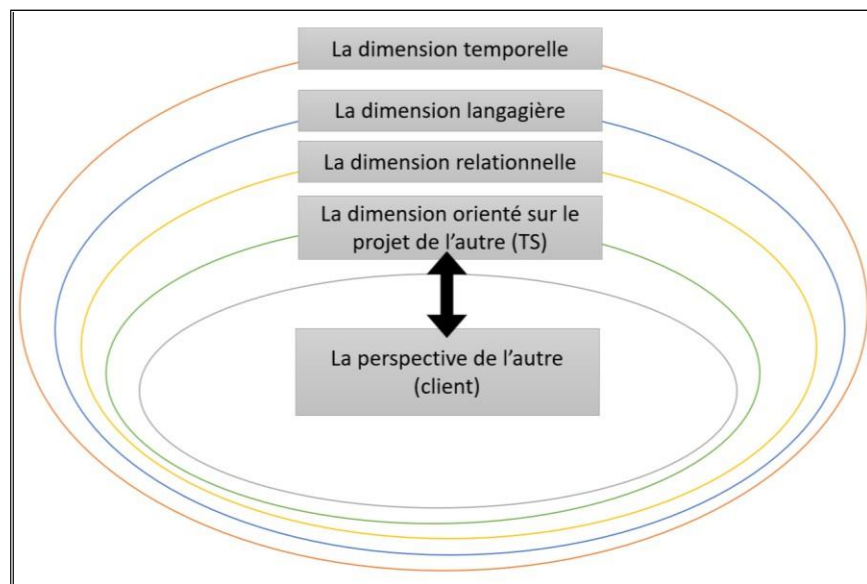 La dimension temporelle
La dimension langagière
La dimension relationnelle
La dimension orienté sur le
projet de l'autre (TS)
La perspective de l'autre
(client)